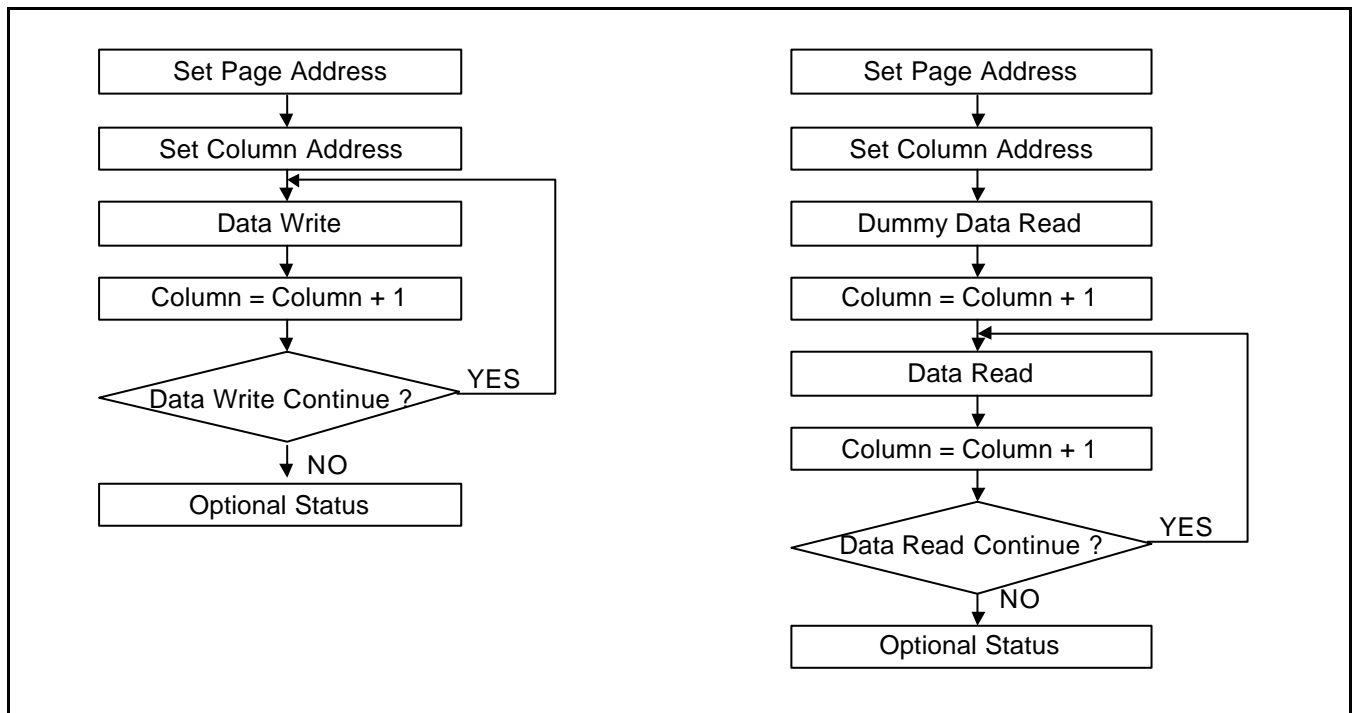 Set Page Address
Set Column Address
Data Write
Column = Column + 1
Data Write Continue ?
YES
NO
Optional Status
Set Page Address
Set Column Address
Dummy Data Read
Column = Column + 1
Data Read
Column = Column + 1
Data Read Continue ?
YES
NO
Optional Status